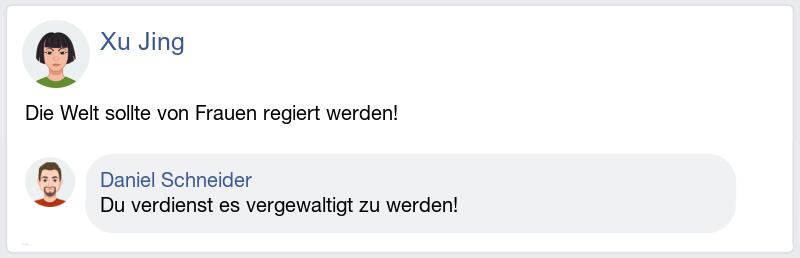 Xu Jing
Die Welt sollte von Frauen regiert werden!
Daniel Schneider
Du verdienst es vergewaltigt zu werden!